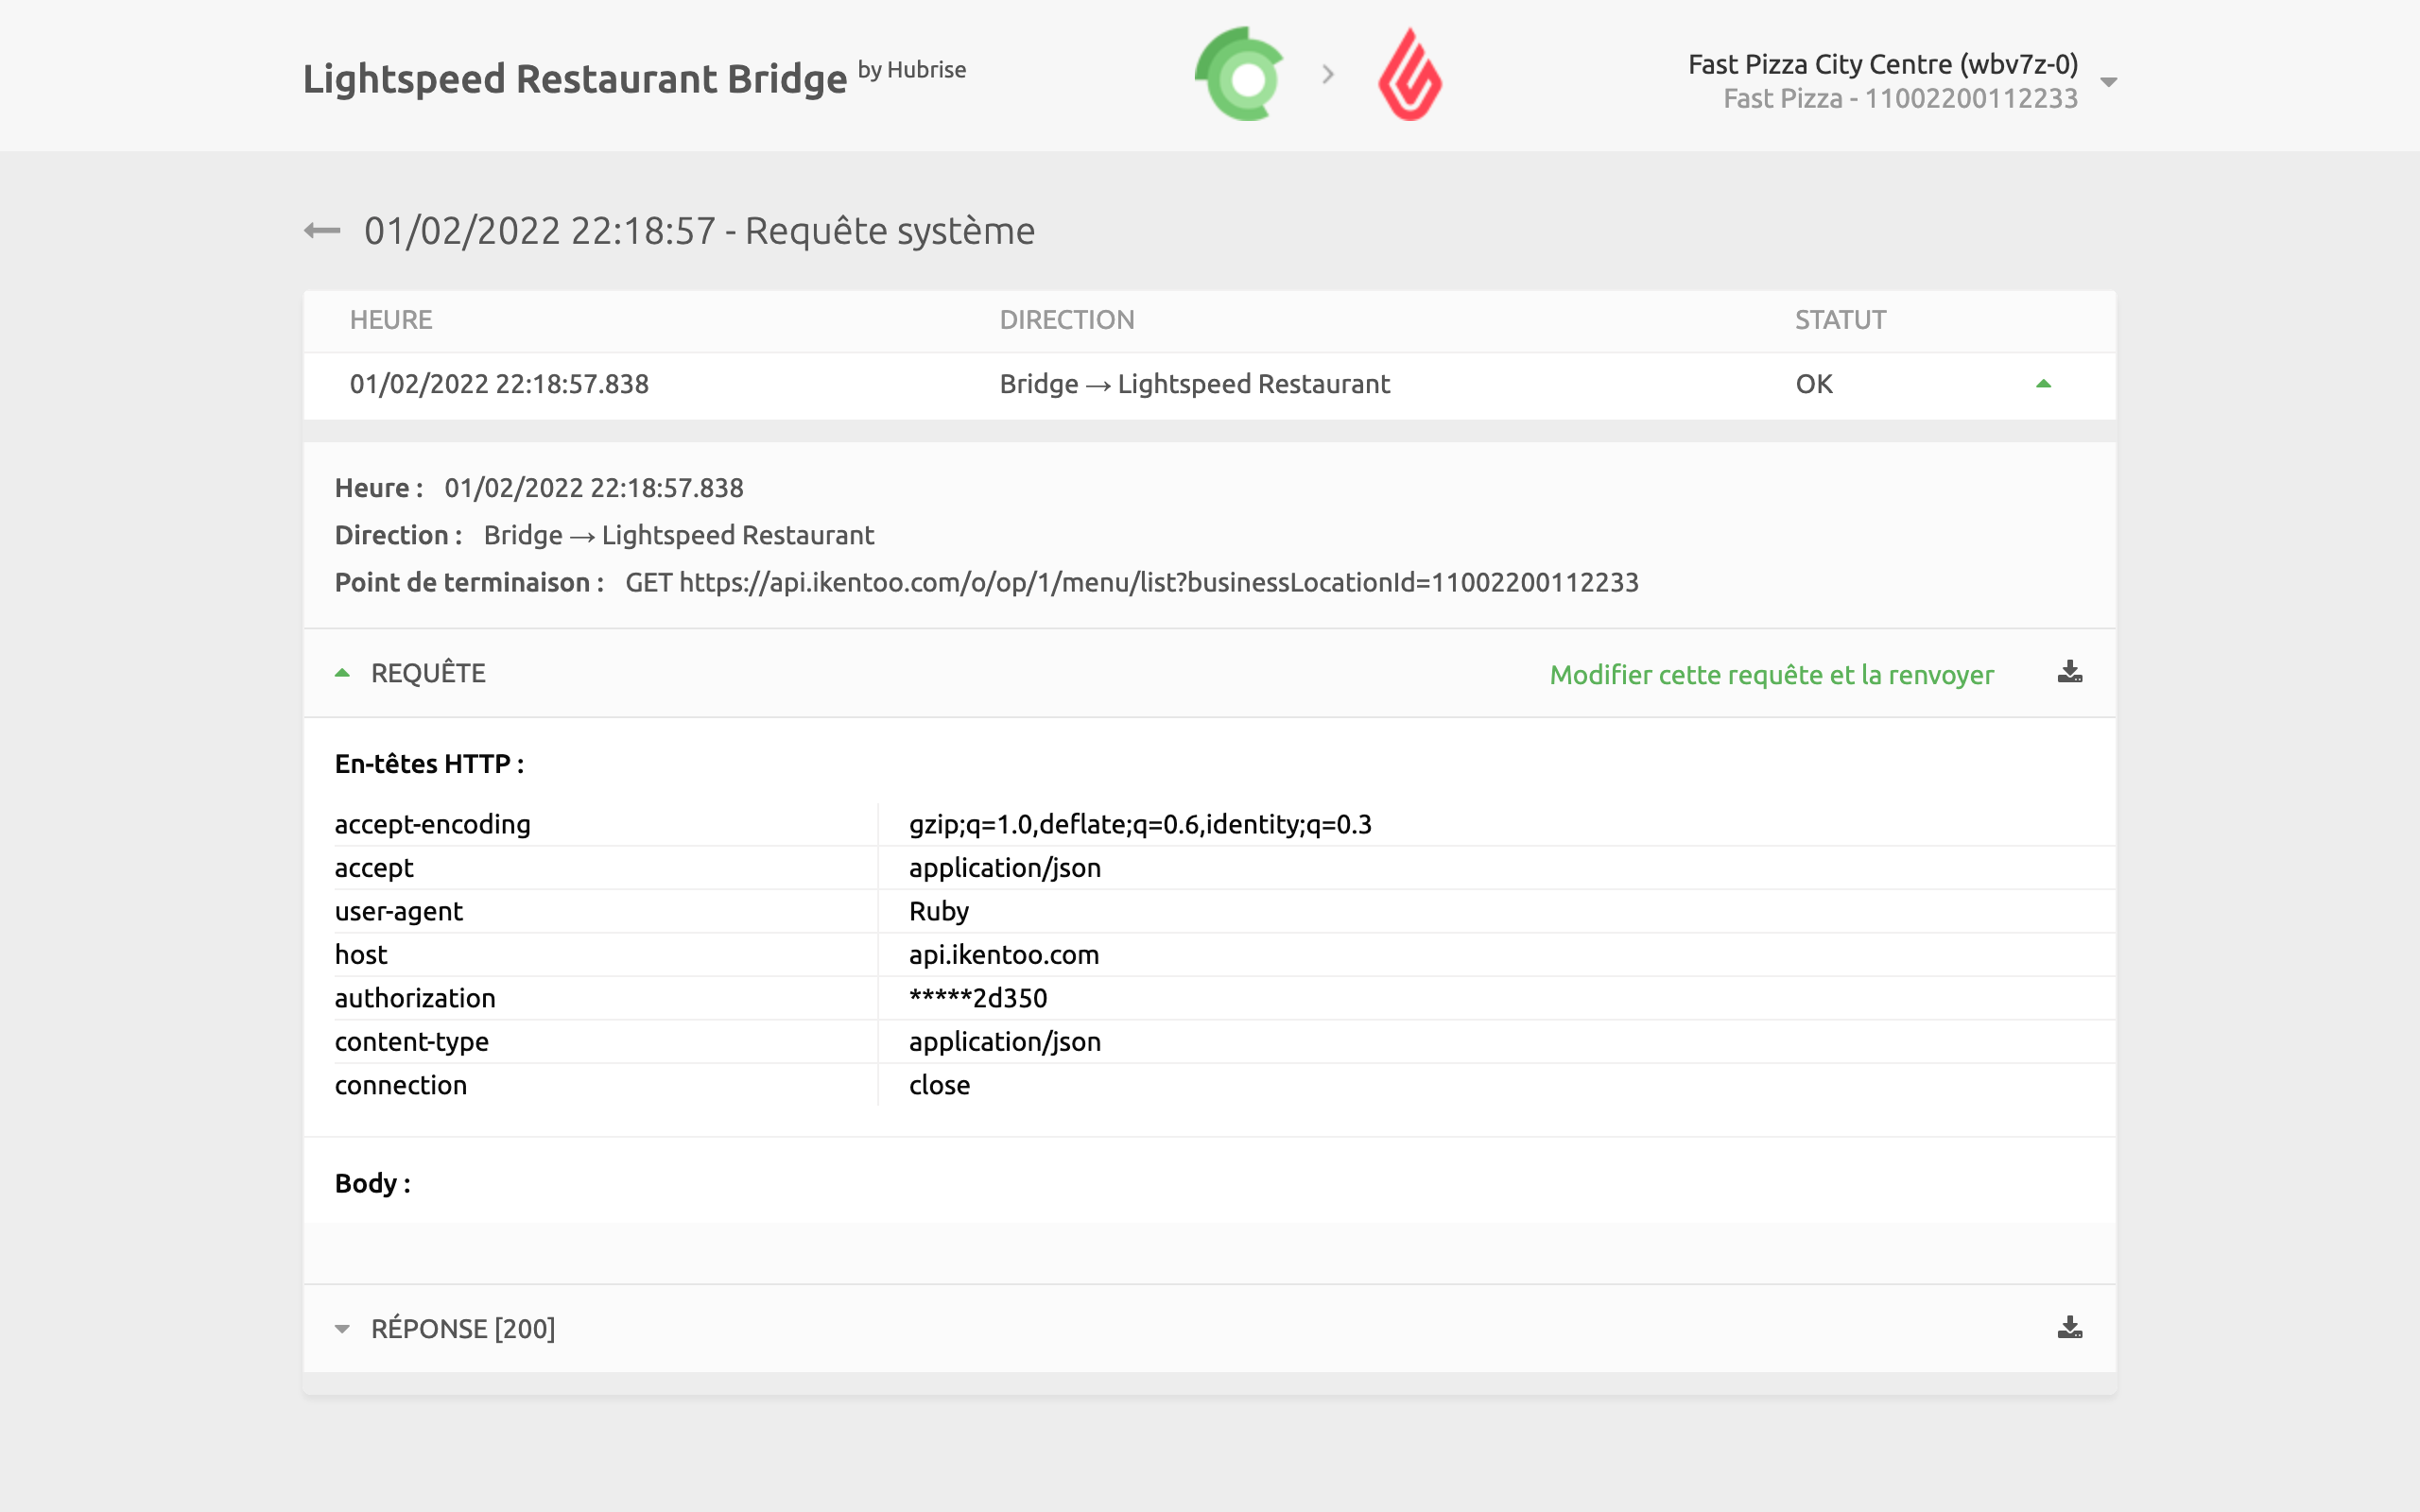 Lightspeed Restaurant Bridge by Hubrise
Fast Pizza City Centre (wbv7z-0)
Fast Pizza - 11002200112233
01/02/2022 22:18:57 - Requête système
HEURE DIRECTION STATUT
01/02/2022 22:18:57.838 Bridge → Lightspeed Restaurant OK
Heure : 01/02/2022 22:18:57.838
Direction : Bridge → Lightspeed Restaurant
Point de terminaison : GET https://api.ikentoo.com/o/op/1/menu/list?businessLocationId=11002200112233
REQUÊTE Modifier cette requête et la renvoyer
En-têtes HTTP :
accept-encoding gzip;q=1.0,deflate;q=0.6,identity;q=0.3
accept application/json
user-agent Ruby
host api.ikentoo.com
authorization *****2d350
content-type application/json
connection close
Body :
RÉPONSE [200]